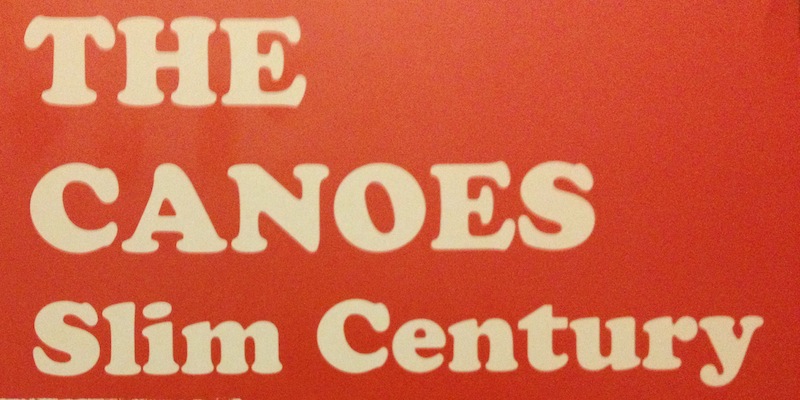 THE
CANOES
Slim Century